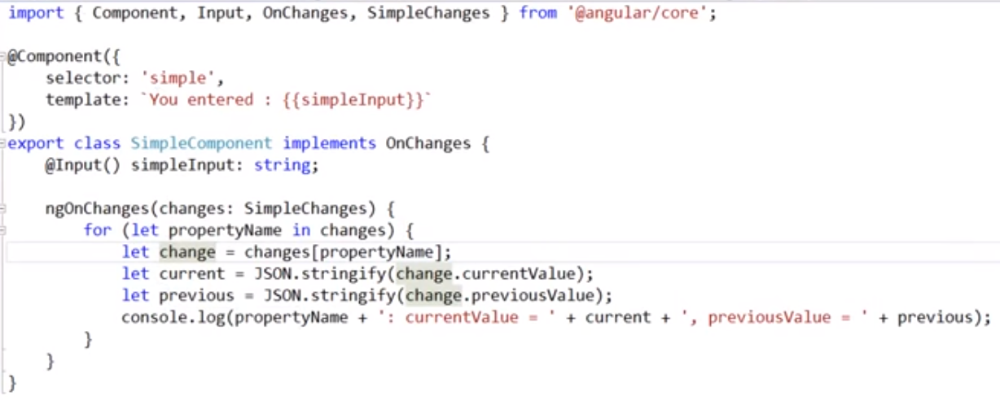 import { Component, Input, OnChanges, SimpleChanges } from '@angular/core';
@Component({
    selector: 'simple',
    template: `You entered : {{simpleInput}}`
})
export class SimpleComponent implements OnChanges {
    @Input() simpleInput: string;
    ngOnChanges(changes: SimpleChanges) {
        for (let propertyName in changes) {
            let change = changes[propertyName];
            let current = JSON.stringify(change.currentValue);
            let previous = JSON.stringify(change.previousValue);
            console.log(propertyName + ': currentValue = ' + current + ', previousValue = ' + previous);
        }
    }
}